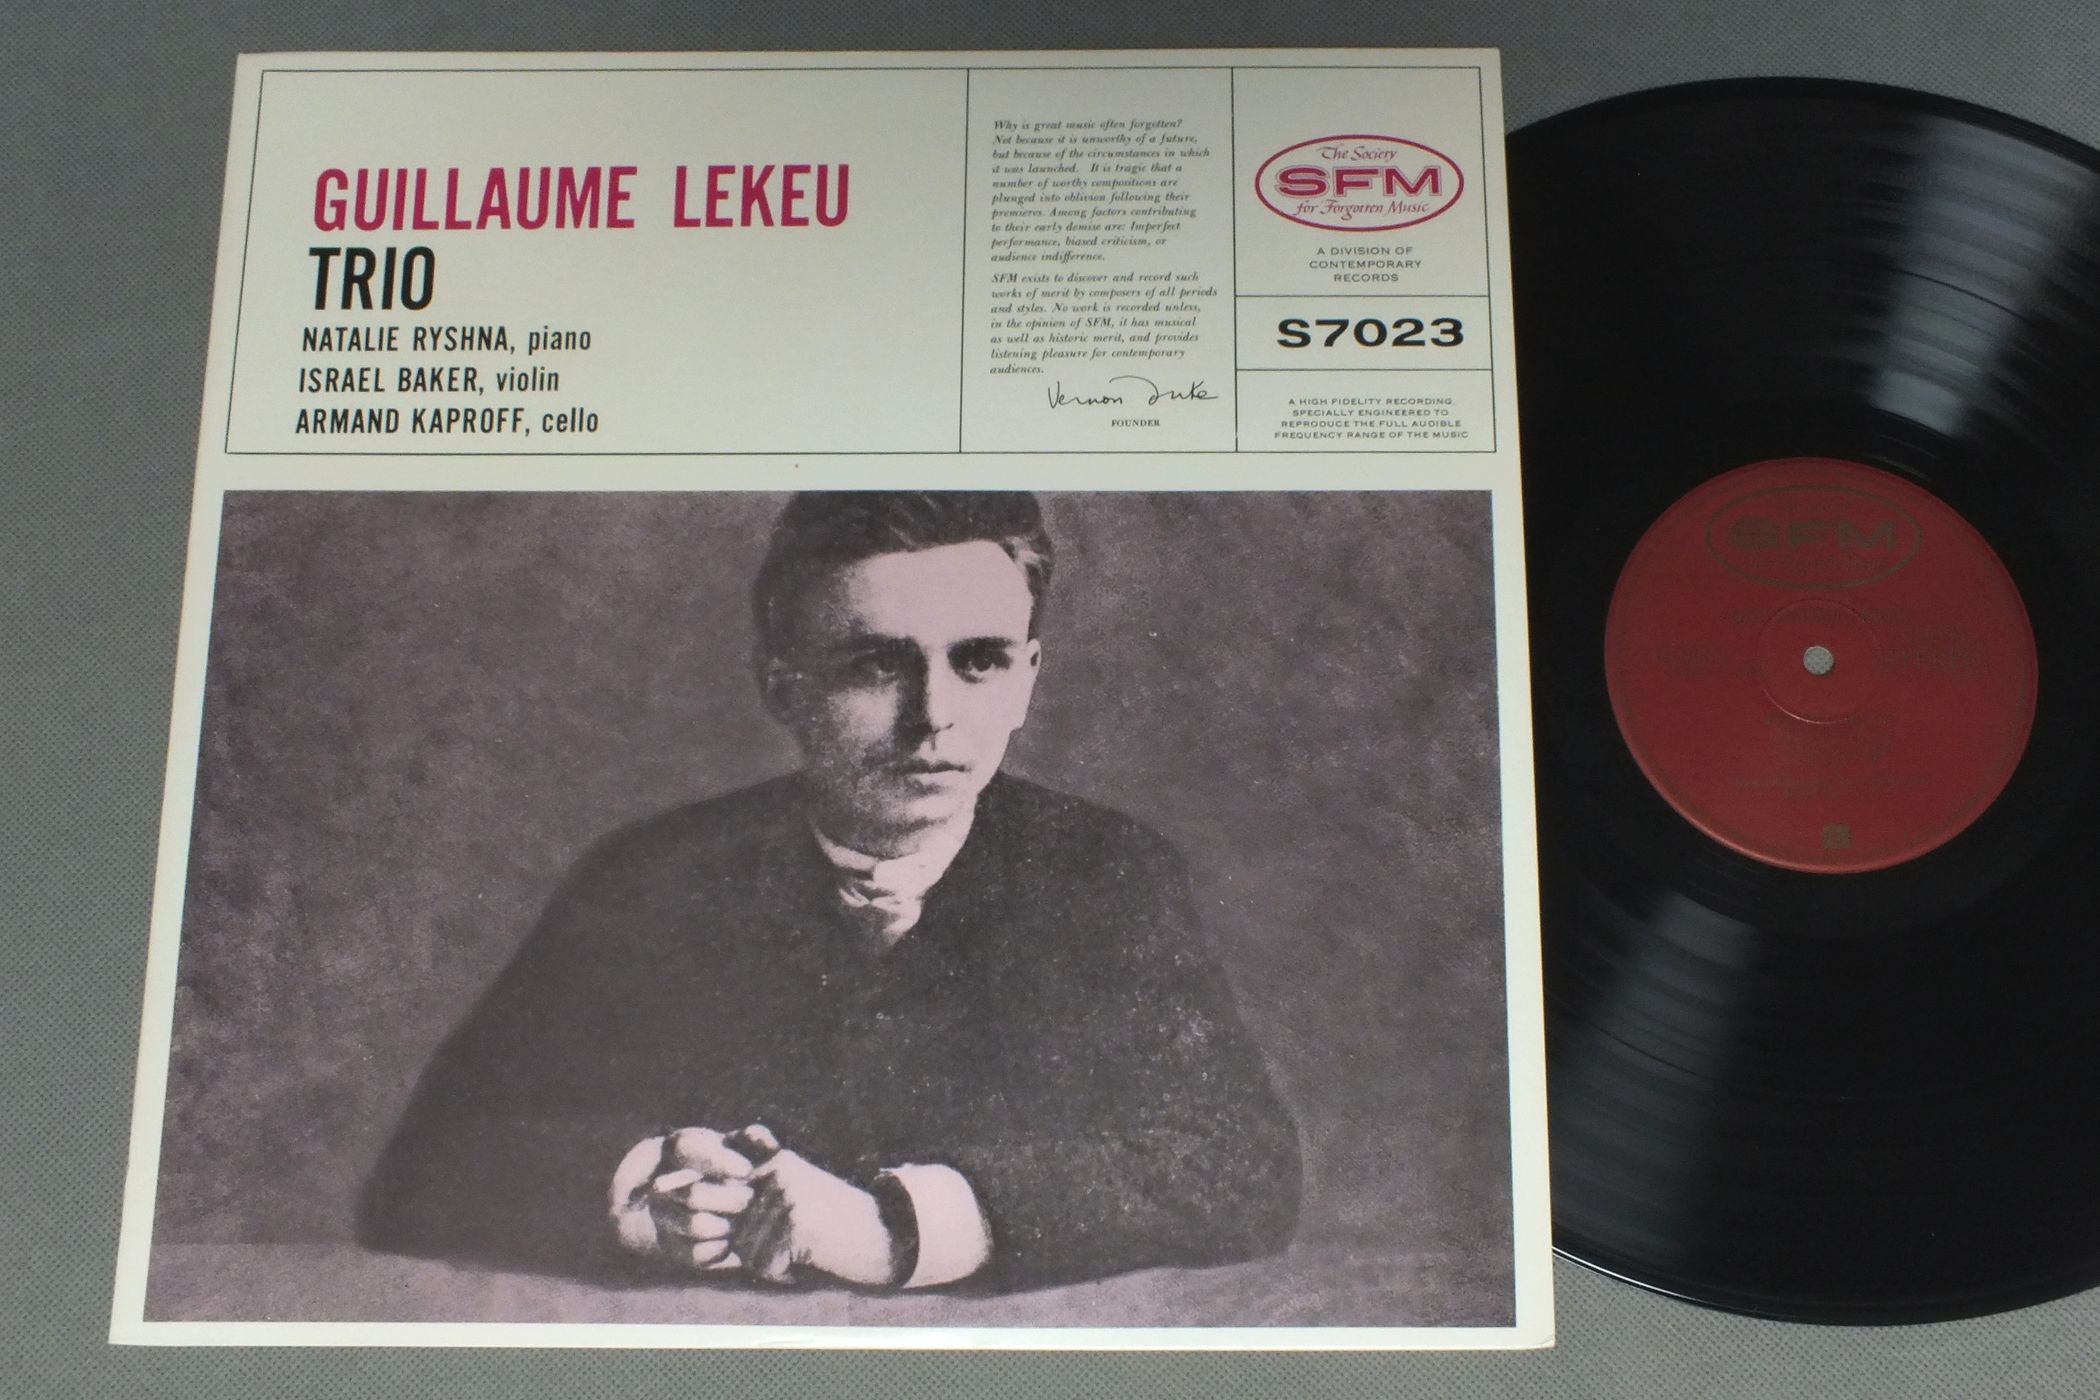 GUILLAUME LEKEU
TRIO
NATALIE RYSHNA, piano
ISRAEL BAKER, violin
ARMAND KAPROFF, cello
Why is great music often forgotten?
Not because it is unworthy of a future,
but because of the circumstances in which
it was launched. It is tragic that a
number of worthy compositions are
plunged into oblivion following their
premieres. Among factors contributing
to their early demise are: Imperfect
performance, biased criticism, or
audience indifference.
SFM exists to discover and record such
works of merit by composers of all periods
and styles. No work is recorded unless,
in the opinion of SFM, it has musical
as well as historic merit, and provides
listening pleasure for contemporary
audiences.
Vernon Duke
FOUNDER
The Society
SFM
for Forgotten Music
A DIVISION OF
CONTEMPORARY
RECORDS
S7023
A HIGH FIDELITY RECORDING,
SPECIALLY ENGINEERED TO
REPRODUCE THE FULL AUDIBLE
FREQUENCY RANGE OF THE MUSIC
SFM
STEREO